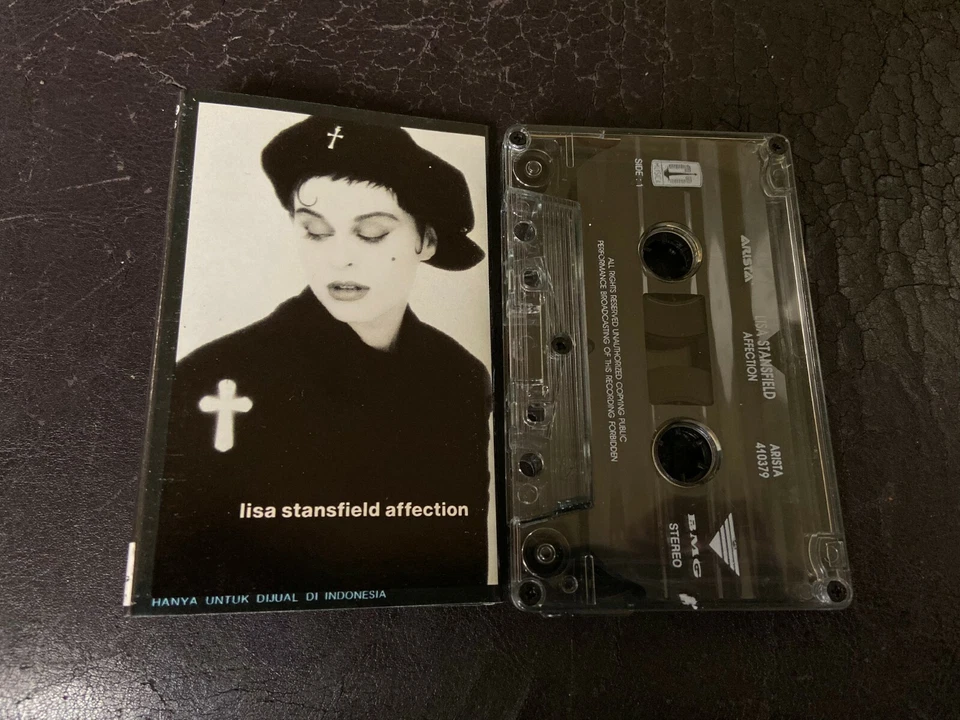 lisa stansfield affection
HANYA UNTUK DIJUAL DI INDONESIA
SIDE : 1
ARISTA
LISA STANSFIELD
AFFECTION
ARISTA
410379
ALL RIGHTS RESERVED UNAUTHORIZED COPYING PUBLIC
PERFORMANCE BROADCASTING OF THIS RECORDING FORBIDDEN
BMG
STEREO